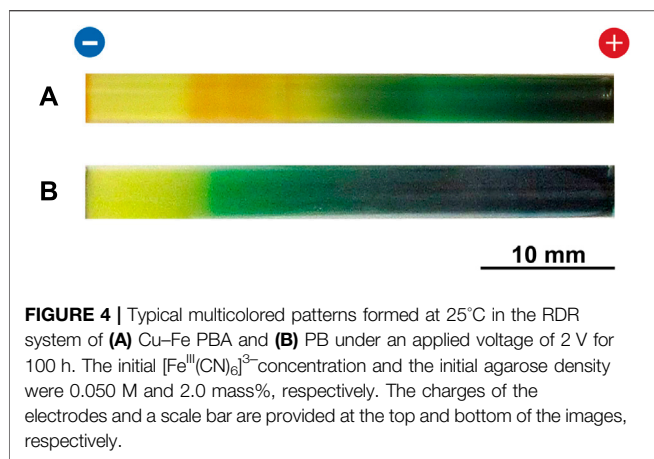 − +
A
B
10 mm
FIGURE 4 | Typical multicolored patterns formed at 25°C in the RDR
system of (A) Cu–Fe PBA and (B) PB under an applied voltage of 2 V for
100 h. The initial [Feᴵᴵᴵ(CN)₆]³⁻concentration and the initial agarose density
were 0.050 M and 2.0 mass%, respectively. The charges of the
electrodes and a scale bar are provided at the top and bottom of the images,
respectively.